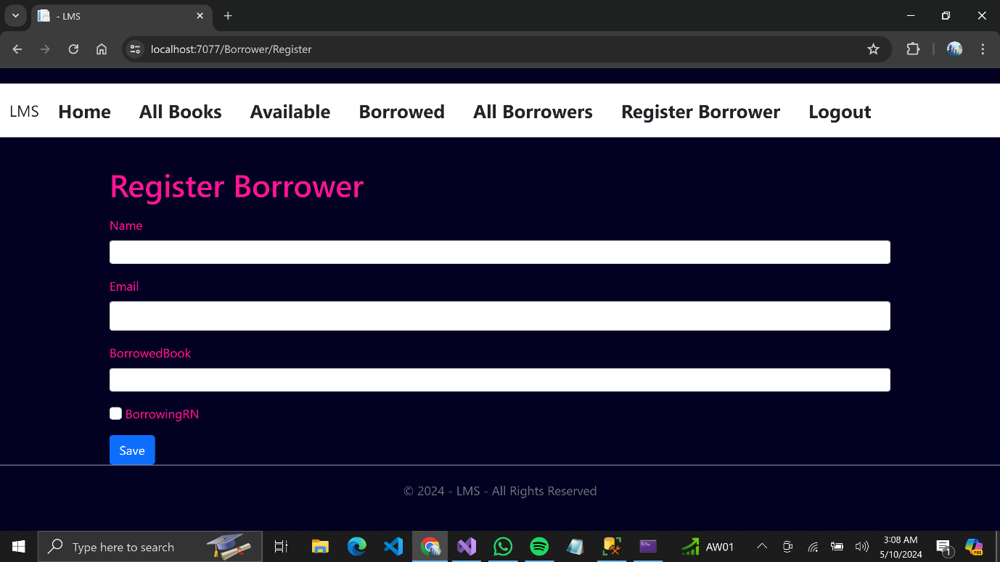 - LMS
localhost:7077/Borrower/Register
LMS Home All Books Available Borrowed All Borrowers Register Borrower Logout
Register Borrower
Name
Email
BorrowedBook
BorrowingRN
Save
© 2024 - LMS - All Rights Reserved
Type here to search
AW01
3:08 AM
5/10/2024
1
PRE